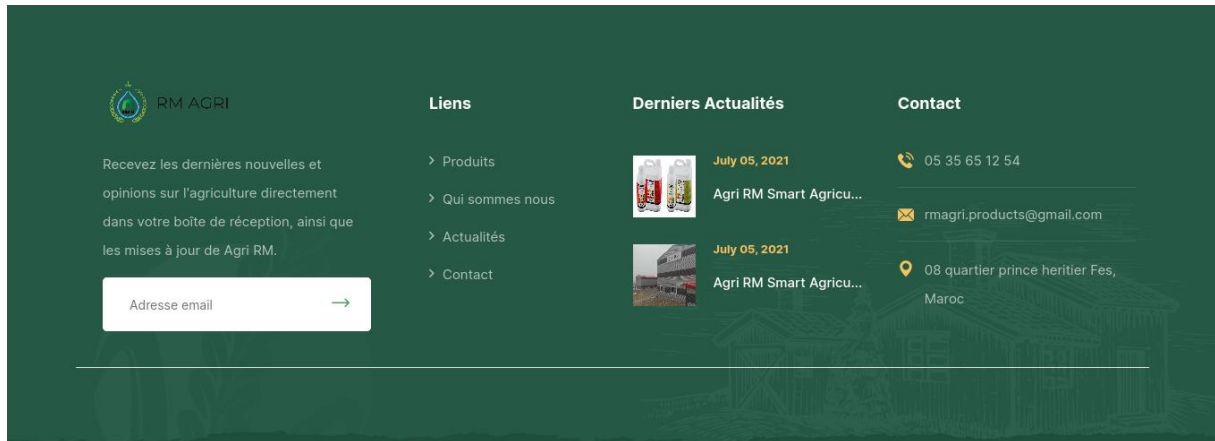 RM AGRI
Recevez les dernières nouvelles et
opinions sur l'agriculture directement
dans votre boîte de réception, ainsi que
les mises à jour de Agri RM.
Adresse email
Liens
Produits
Qui sommes nous
Actualités
Contact
Derniers Actualités
July 05, 2021
Agri RM Smart Agricu...
July 05, 2021
Agri RM Smart Agricu...
Contact
05 35 65 12 54
rmagri.products@gmail.com
08 quartier prince heritier Fes,
Maroc